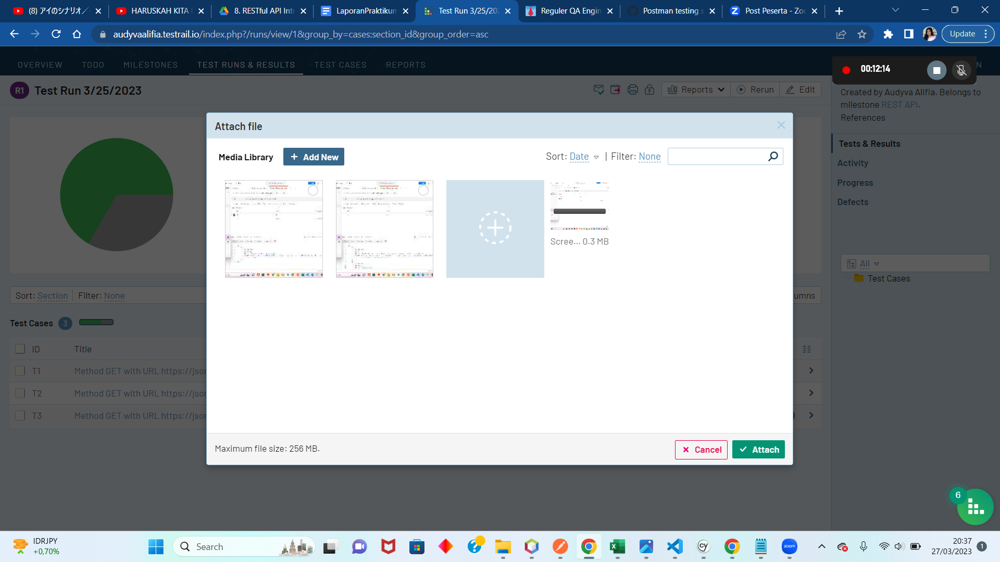 (8) アイのシナリオ／
HARUSKAH KITA
8. RESTful API Intr
LaporanPraktikum
Test Run 3/25/202
Reguler QA Engin
Postman testing s
Post Peserta - Zoo
audyvaalifia.testrail.io/index.php?/runs/view/1&group_by=cases:section_id&group_order=asc
Update
OVERVIEW
TODO
MILESTONES
TEST RUNS & RESULTS
TEST CASES
REPORTS
00:12:14
N
R1
Test Run 3/25/2023
Reports
Rerun
Edit
Created by Audyva Alifia. Belongs to
milestone REST API.
References
Tests & Results
Activity
Progress
Defects
All
Test Cases
Attach file
Media Library
+ Add New
Sort: Date | Filter: None
Scree... 0.3 MB
Maximum file size: 256 MB.
Cancel
Attach
Sort: Section
Filter: None
umns
Test Cases 3
ID
Title
T1
Method GET with URL https://jso
T2
Method GET with URL https://jso
T3
Method GET with URL https://jso
6
IDRJPY
+0,70%
Search
CY
zoom
20:37
27/03/2023
1